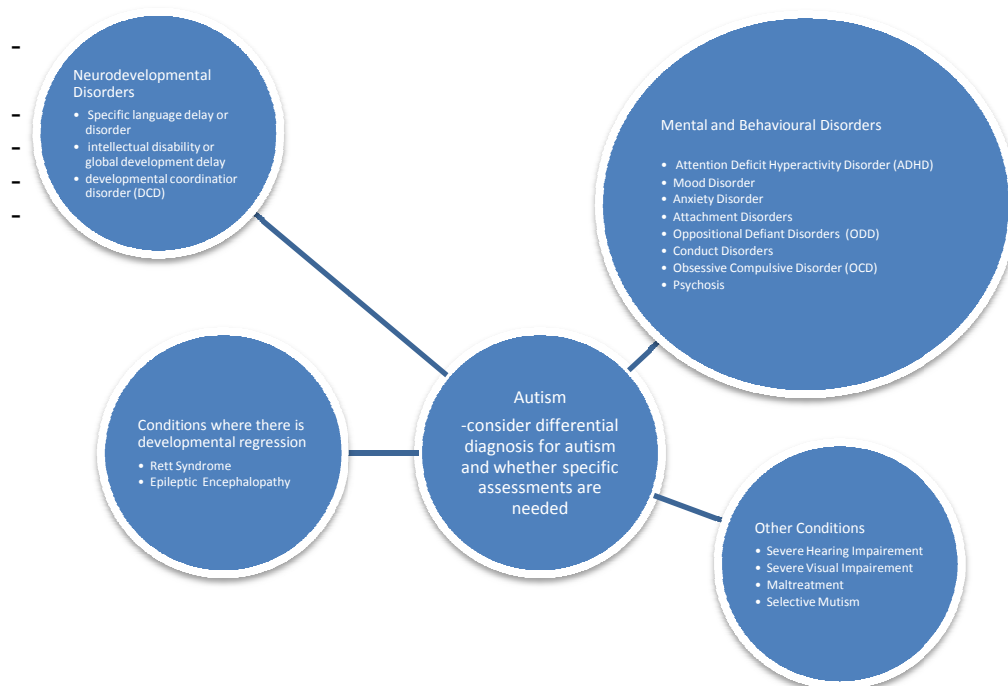 -
-
-
-
-
Neurodevelopmental
Disorders
• Specific language delay or
disorder
• intellectual disability or
global development delay
• developmental coordinatior
disorder (DCD)
Mental and Behavioural Disorders
• Attention Deficit Hyperactivity Disorder (ADHD)
• Mood Disorder
• Anxiety Disorder
• Attachment Disorders
• Oppositional Defiant Disorders (ODD)
• Conduct Disorders
• Obsessive Compulsive Disorder (OCD)
• Psychosis
Conditions where there is
developmental regression
• Rett Syndrome
• Epileptic Encephalopathy
Autism
-consider differential
diagnosis for autism
and whether specific
assessments are
needed
Other Conditions
• Severe Hearing Impairement
• Severe Visual Impairement
• Maltreatment
• Selective Mutism